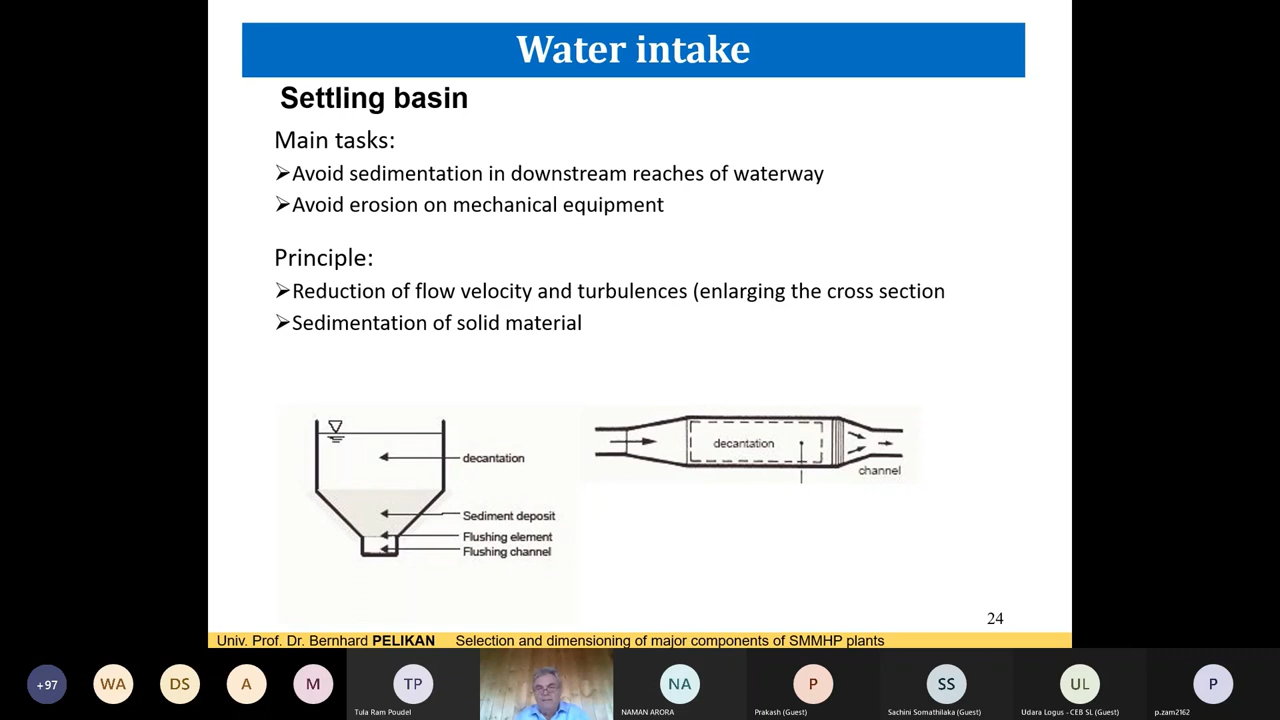 Water intake
Settling basin
Main tasks:
➢Avoid sedimentation in downstream reaches of waterway
➢Avoid erosion on mechanical equipment
Principle:
➢Reduction of flow velocity and turbulences (enlarging the cross section
➢Sedimentation of solid material
decantation
Sediment deposit
Flushing element
Flushing channel
decantation
channel
24
Univ. Prof. Dr. Bernhard PELIKAN Selection and dimensioning of major components of SMMHP plants
+97
WA
DS
A
M
TP
Tula Ram Poudel
NA
NAMAN ARORA
P
Prakash (Guest)
SS
Sachini Somathilaka (Guest)
UL
Udara Logus - CEB SL (Guest)
P
p.zam2162